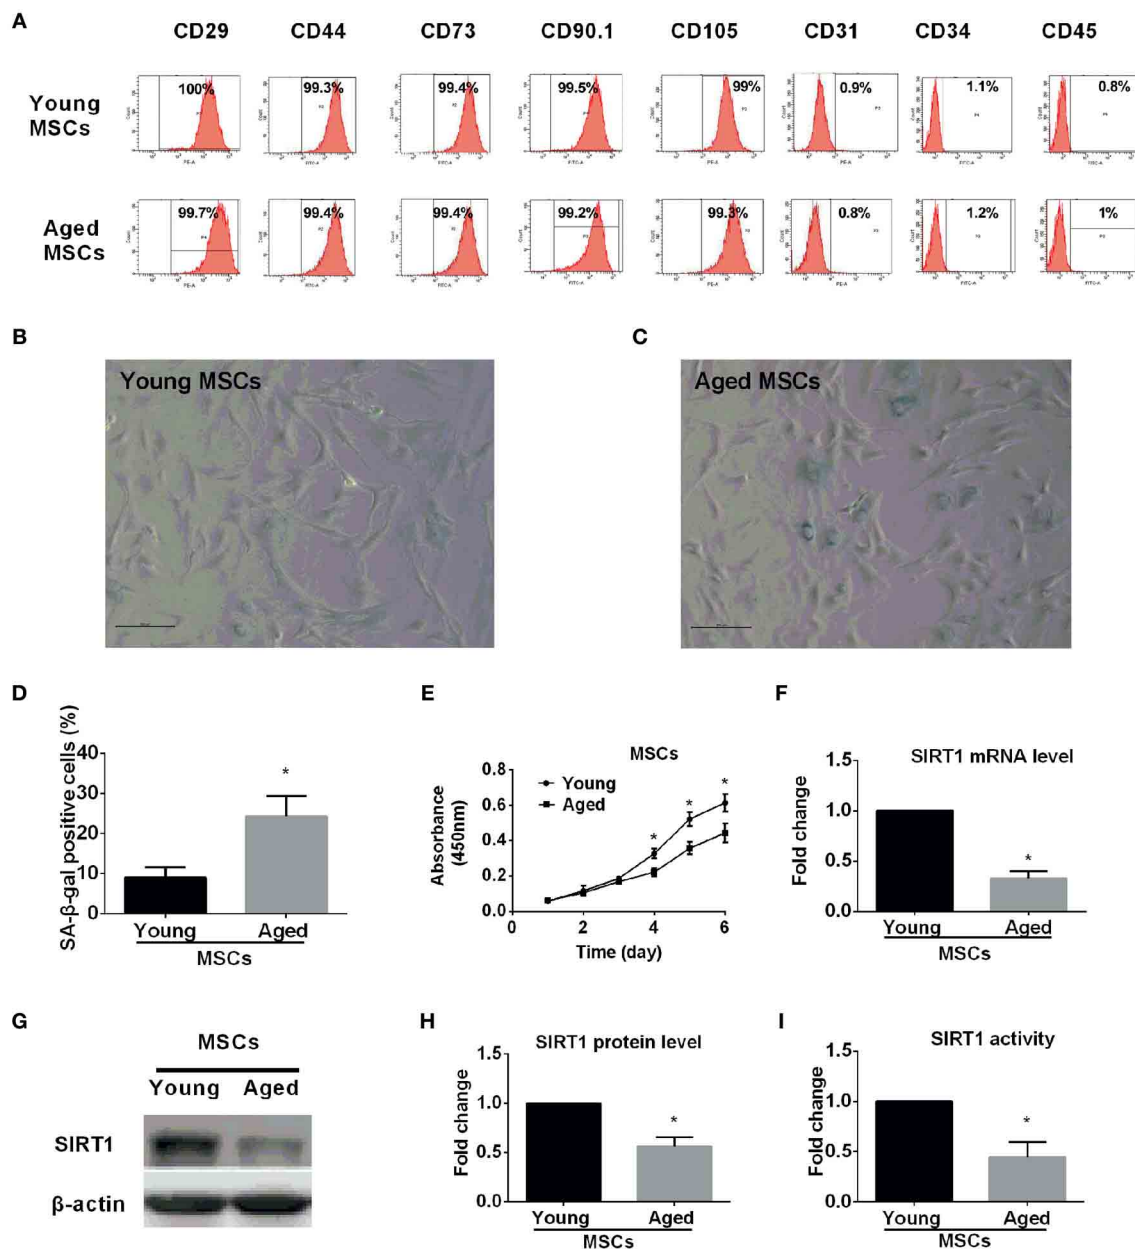 A
CD29 CD44 CD73 CD90.1 CD105 CD31 CD34 CD45
Young MSCs
100% 99.3% 99.4% 99.5% 99% 0.9% 1.1% 0.8%
Aged MSCs
99.7% 99.4% 99.4% 99.2% 99.3% 0.8% 1.2% 1%
B
Young MSCs
C
Aged MSCs
D
SA-β-gal positive cells (%)
40
30
20
10
0
Young Aged
MSCs
E
MSCs
Young
Aged
Absorbance
(450nm)
0.8
0.6
0.4
0.2
0.0
0 2 4 6
Time (day)
* * *
F
SIRT1 mRNA level
Fold change
1.5
1.0
0.5
0.0
Young Aged
MSCs
*
G
MSCs
Young Aged
SIRT1
β-actin
H
SIRT1 protein level
Fold change
1.5
1.0
0.5
0.0
Young Aged
MSCs
*
I
SIRT1 activity
Fold change
1.5
1.0
0.5
0.0
Young Aged
MSCs
*